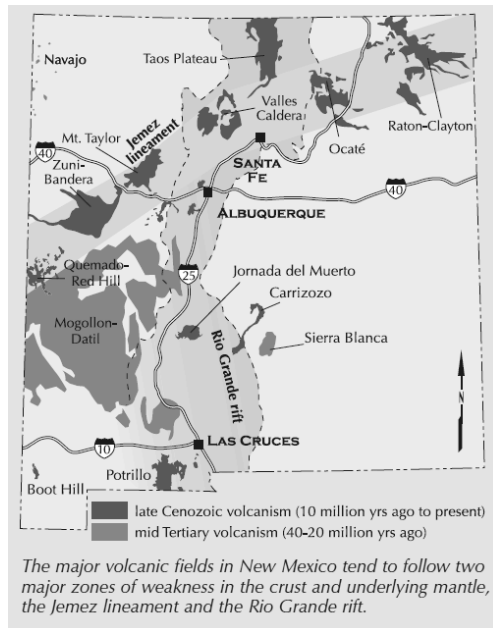 Taos Plateau
Navajo
Valles
Caldera
Jemez
lineament
Mt. Taylor
Raton-Clayton
Ocaté
40
SANTA
FE
Zuni-
Bandera
40
ALBUQUERQUE
Quemado-
Red Hill
25
Jornada del Muerto
Carrizozo
Mogollon-
Datil
Rio Grande rift
Sierra Blanca
N
LAS CRUCES
10
Potrillo
Boot Hill
late Cenozoic volcanism (10 million yrs ago to present)
mid Tertiary volcanism (40-20 million yrs ago)
The major volcanic fields in New Mexico tend to follow two
major zones of weakness in the crust and underlying mantle,
the Jemez lineament and the Rio Grande rift.